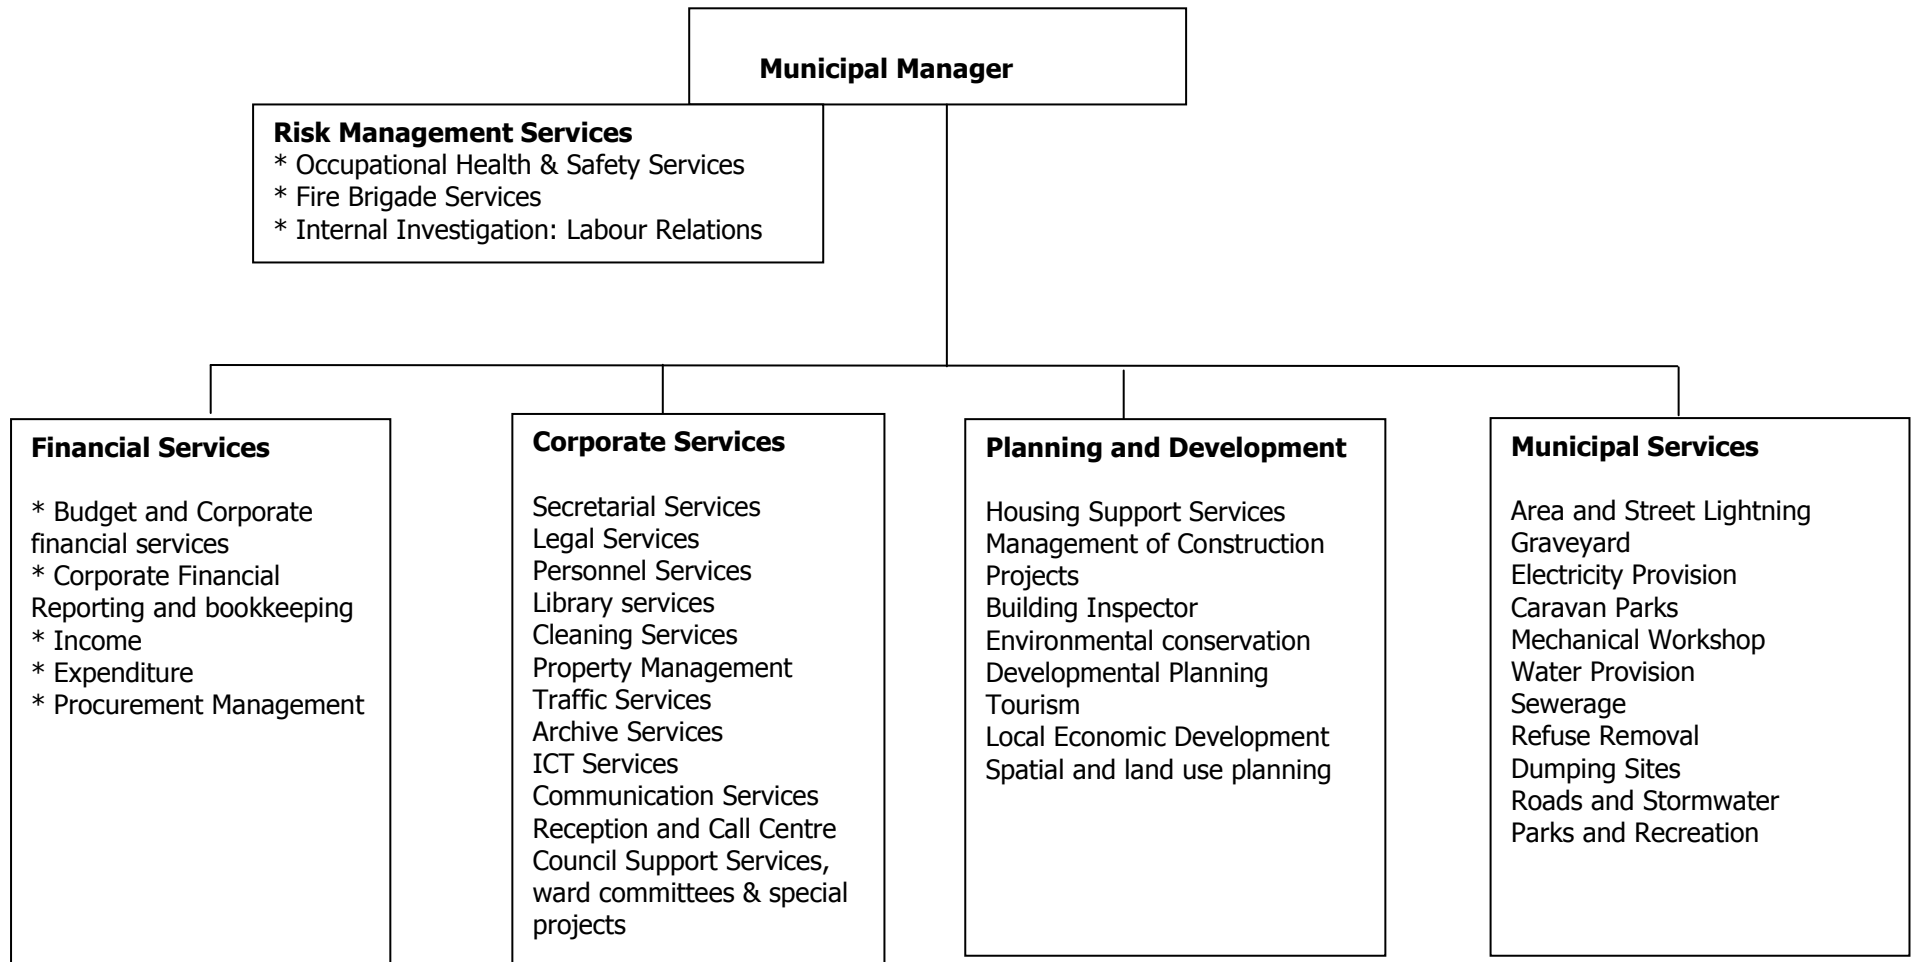 Municipal Manager
Risk Management Services
* Occupational Health & Safety Services
* Fire Brigade Services
* Internal Investigation: Labour Relations
Financial Services
* Budget and Corporate
financial services
* Corporate Financial
Reporting and bookkeeping
* Income
* Expenditure
* Procurement Management
Corporate Services
Secretarial Services
Legal Services
Personnel Services
Library services
Cleaning Services
Property Management
Traffic Services
Archive Services
ICT Services
Communication Services
Reception and Call Centre
Council Support Services,
ward committees & special
projects
Planning and Development
Housing Support Services
Management of Construction
Projects
Building Inspector
Environmental conservation
Developmental Planning
Tourism
Local Economic Development
Spatial and land use planning
Municipal Services
Area and Street Lightning
Graveyard
Electricity Provision
Caravan Parks
Mechanical Workshop
Water Provision
Sewerage
Refuse Removal
Dumping Sites
Roads and Stormwater
Parks and Recreation